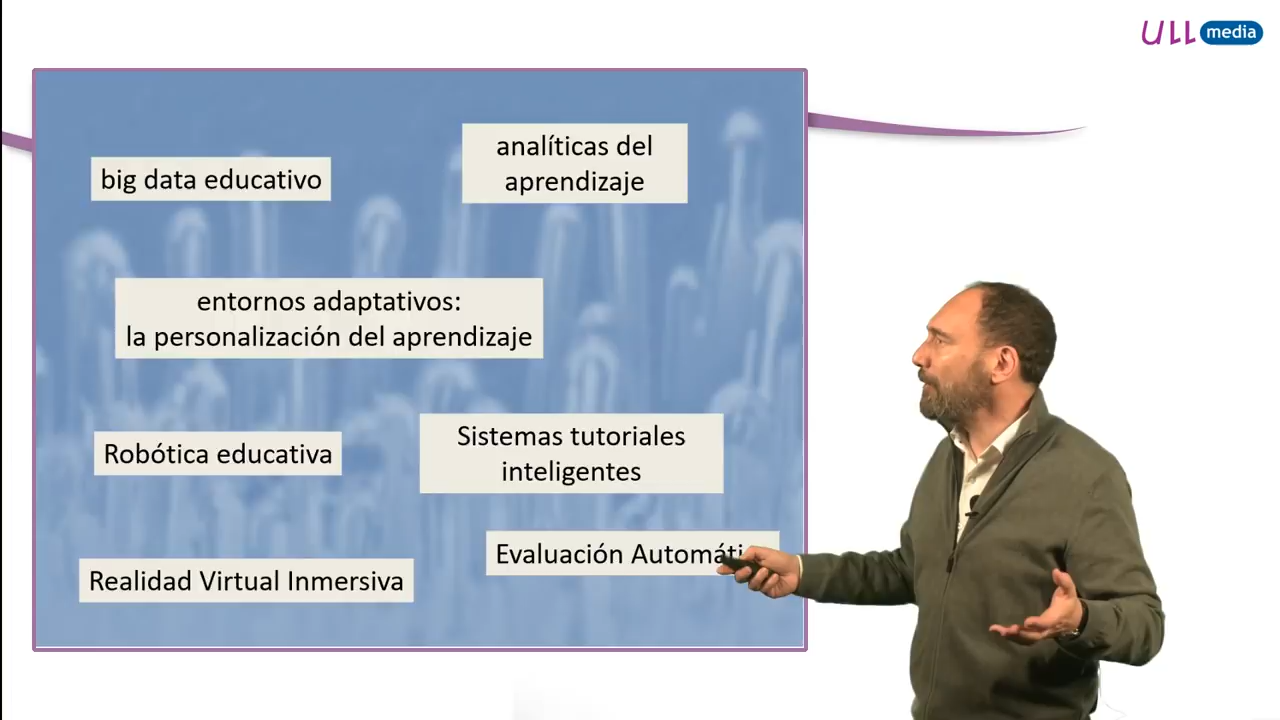 ULL media
big data educativo
analíticas del
aprendizaje
entornos adaptativos:
la personalización del aprendizaje
Robótica educativa
Sistemas tutoriales
inteligentes
Evaluación
Realidad Virtual Inmersiva